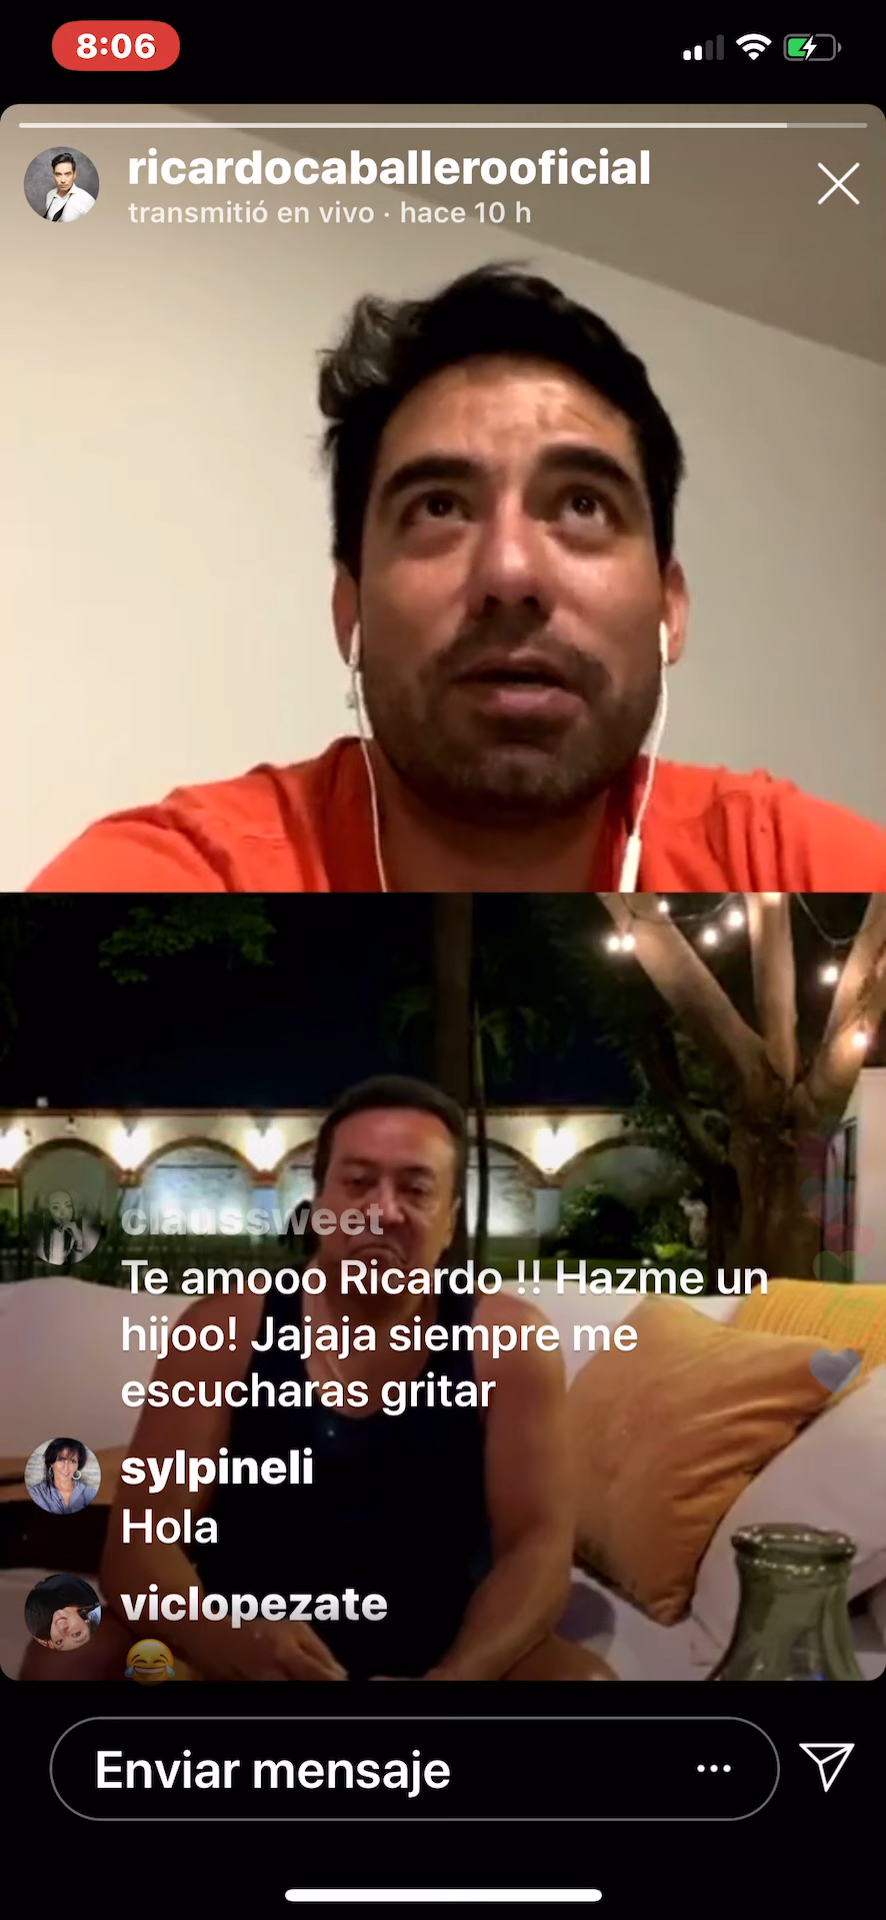 8:06
ricardocaballerooficial
transmitió en vivo · hace 10 h
claussweet
Te amooo Ricardo !! Hazme un
hijoo! Jajaja siempre me
escucharas gritar
sylpineli
Hola
viclopezate
😂
Enviar mensaje